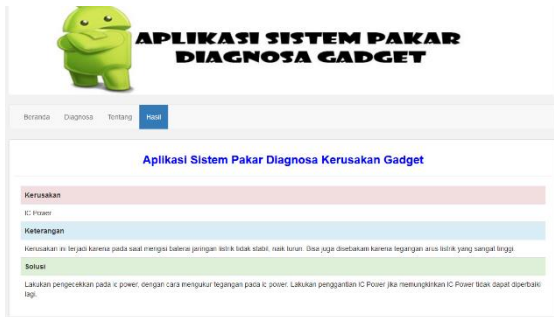 APLIKASI SISTEM PAKAR
DIAGNOSA GADGET
Beranda Diagnosa Tentang Hasil
Aplikasi Sistem Pakar Diagnosa Kerusakan Gadget
Kerusakan
IC Power
Keterangan
Kerusakan ini terjadi karena pada saat mengisi baterai jaringan listrik tidak stabil, naik turun. Bisa juga disebakani karena tegangan arus listrik yang sangat tinggi.
Solusi
Lakukan pengecekkan pada ic power, dengan cara mengukur tegangan pada ic power. Lakukan penggantian IC Power jika memungkinkan IC Power tidak dapat diperbaiki
lagi.